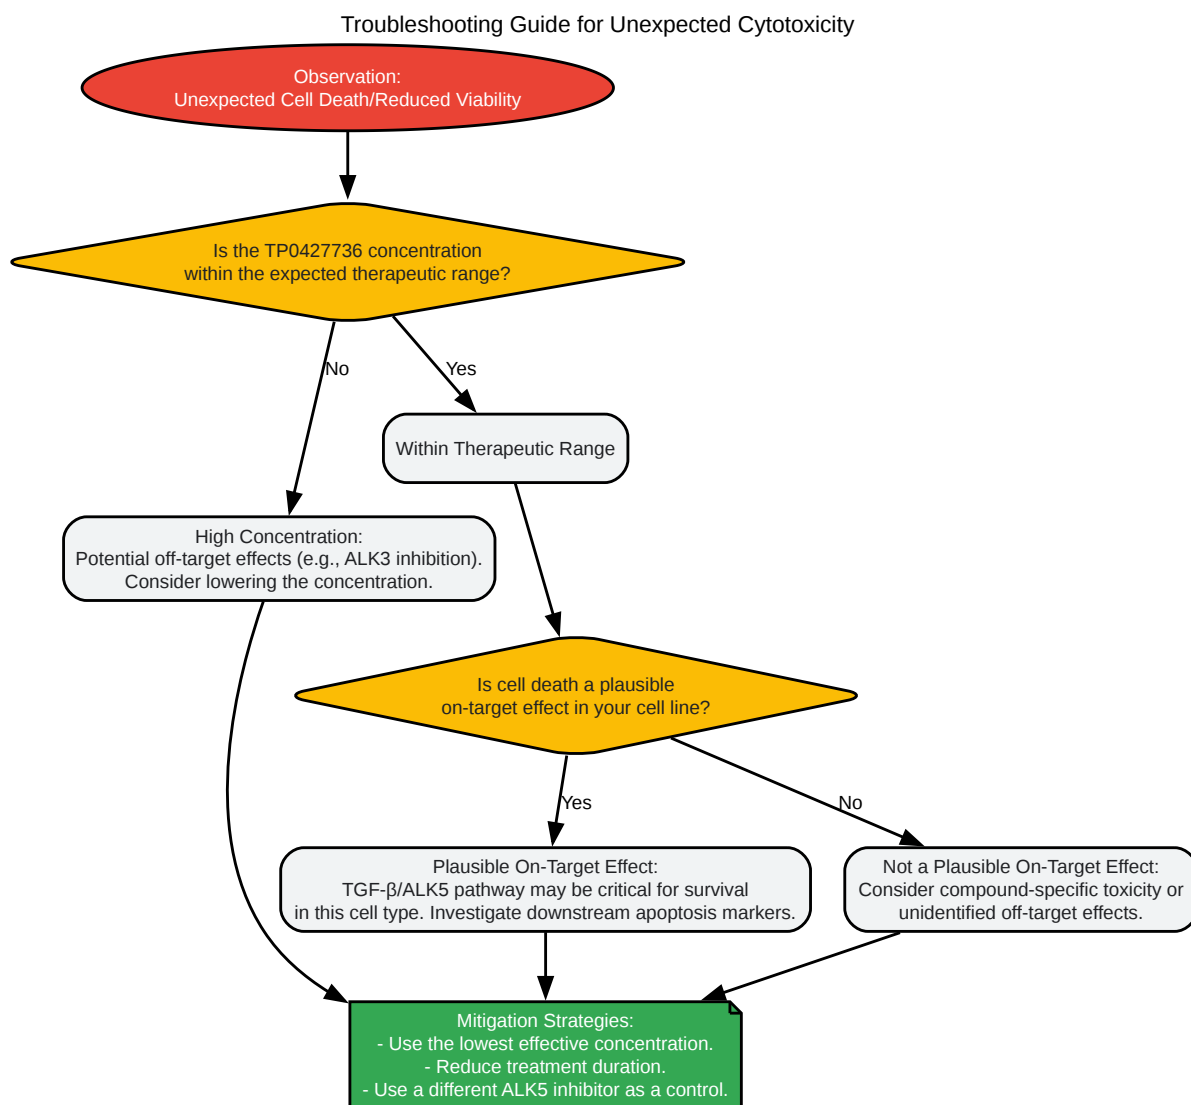 Troubleshooting Guide for Unexpected Cytotoxicity
Observation:
Unexpected Cell Death/Reduced Viability
Is the TP0427736 concentration
within the expected therapeutic range?
No
Yes
Within Therapeutic Range
High Concentration:
Potential off-target effects (e.g., ALK3 inhibition).
Consider lowering the concentration.
Is cell death a plausible
on-target effect in your cell line?
Yes
No
Plausible On-Target Effect:
TGF-β/ALK5 pathway may be critical for survival
in this cell type. Investigate downstream apoptosis markers.
Not a Plausible On-Target Effect:
Consider compound-specific toxicity or
unidentified off-target effects.
Mitigation Strategies:
- Use the lowest effective concentration.
- Reduce treatment duration.
- Use a different ALK5 inhibitor as a control.